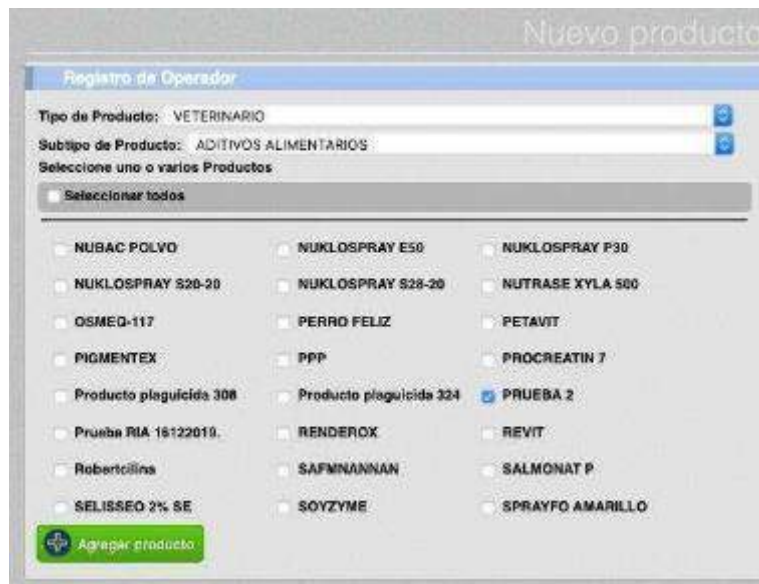 Nuevo producto
Registro de Operador
Tipo de Producto: VETERINARIO
Subtipo de Producto: ADITIVOS ALIMENTARIOS
Seleccione uno o varios Productos
Seleccionar todos
NUBAC POLVO NUKLOSPRAY E50 NUKLOSPRAY P30
NUKLOSPRAY S20-20 NUKLOSPRAY S28-20 NUTRASE XYLA 500
OSMEQ-117 PERRO FELIZ PETAVIT
PIGMENTEX PPP PROCREATIN 7
Producto plaguicida 308 Producto plaguicida 324 PRUEBA 2
Prueba RIA 16122019. RENDEROX REVIT
Robertcilina SAFMNANNAN SALMONAT P
SELISSEO 2% SE SOYZYME SPRAYFO AMARILLO
Agregar producto